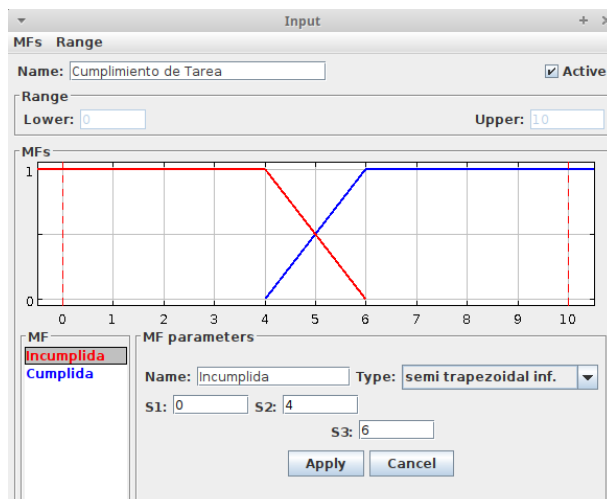 Input
MFs Range
Name: Cumplimiento de Tarea Active
Range
Lower: 0 Upper: 10
MFs
1
0
0 1 2 3 4 5 6 7 8 9 10
MF MF parameters
Incumplida
Cumplida
Name: Incumplida Type: semi trapezoidal inf.
S1: 0 S2: 4
S3: 6
Apply Cancel